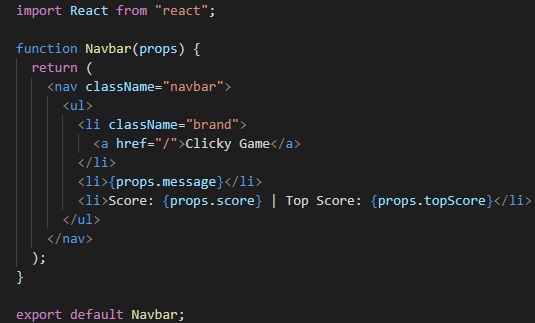 import React from "react";

function Navbar(props) {
  return (
    <nav className="navbar">
      <ul>
        <li className="brand">
          <a href="/">Clicky Game</a>
        </li>
        <li>{props.message}</li>
        <li>Score: {props.score} | Top Score: {props.topScore}</li>
      </ul>
    </nav>
  );
}

export default Navbar;